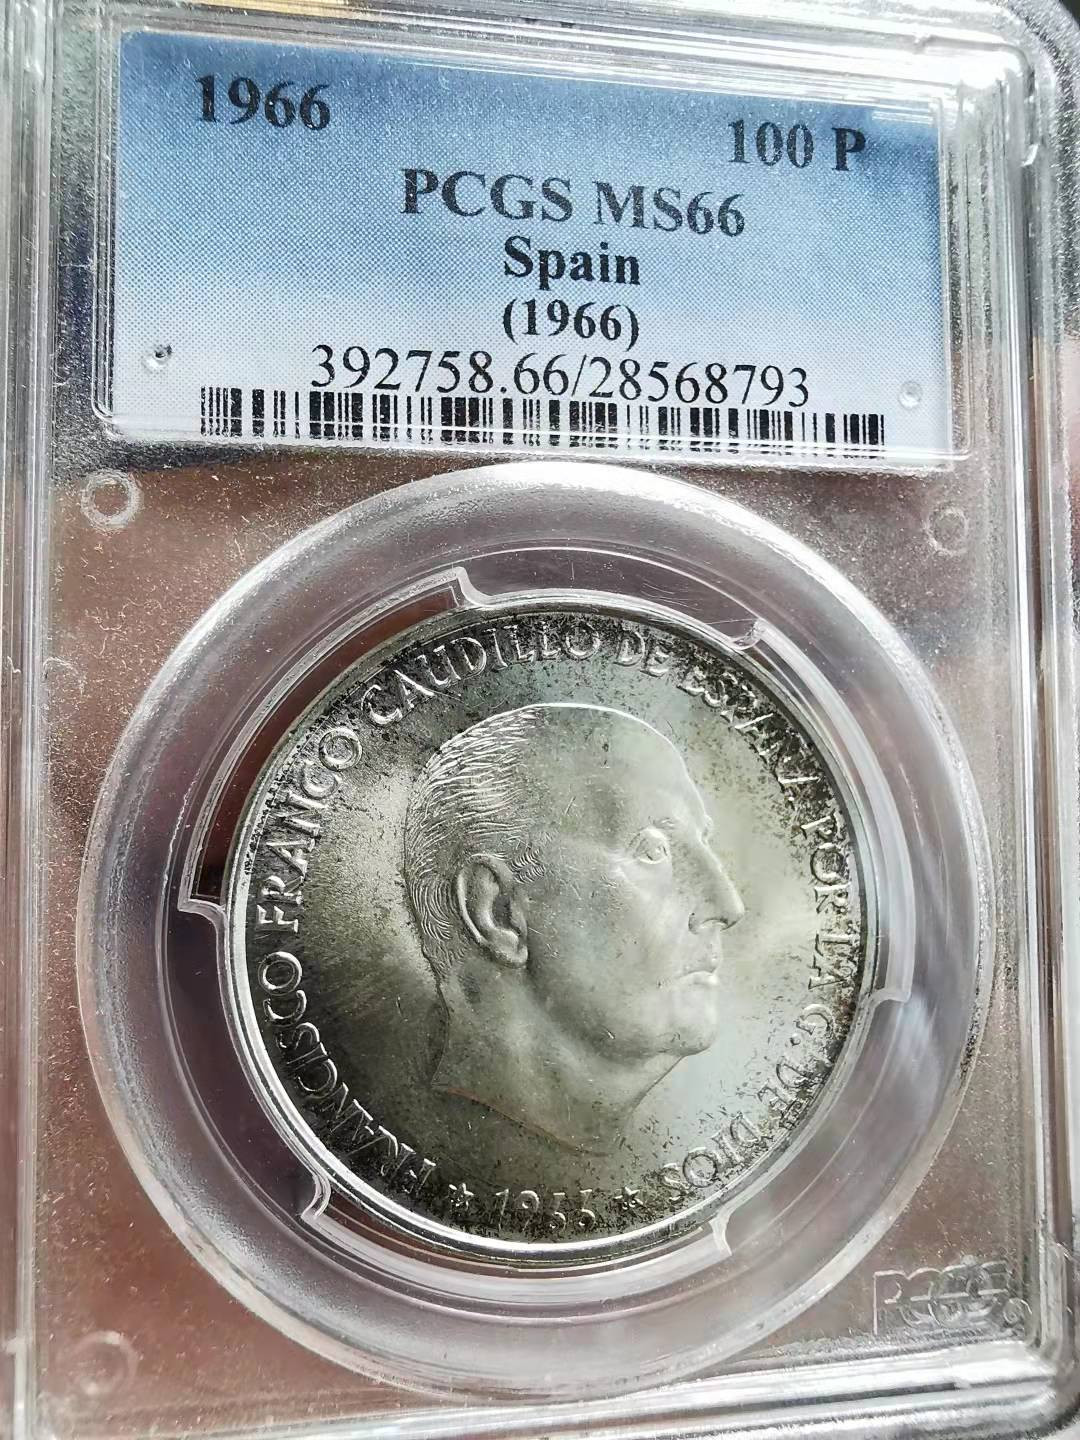 1966
100 P
PCGS MS66
Spain
(1966)
392758.66/28568793
FRANCISCO FRANCO CAUDILLO DE ESPAÑA POR LA G. DE DIOS
★ 1966 ★
PCGS